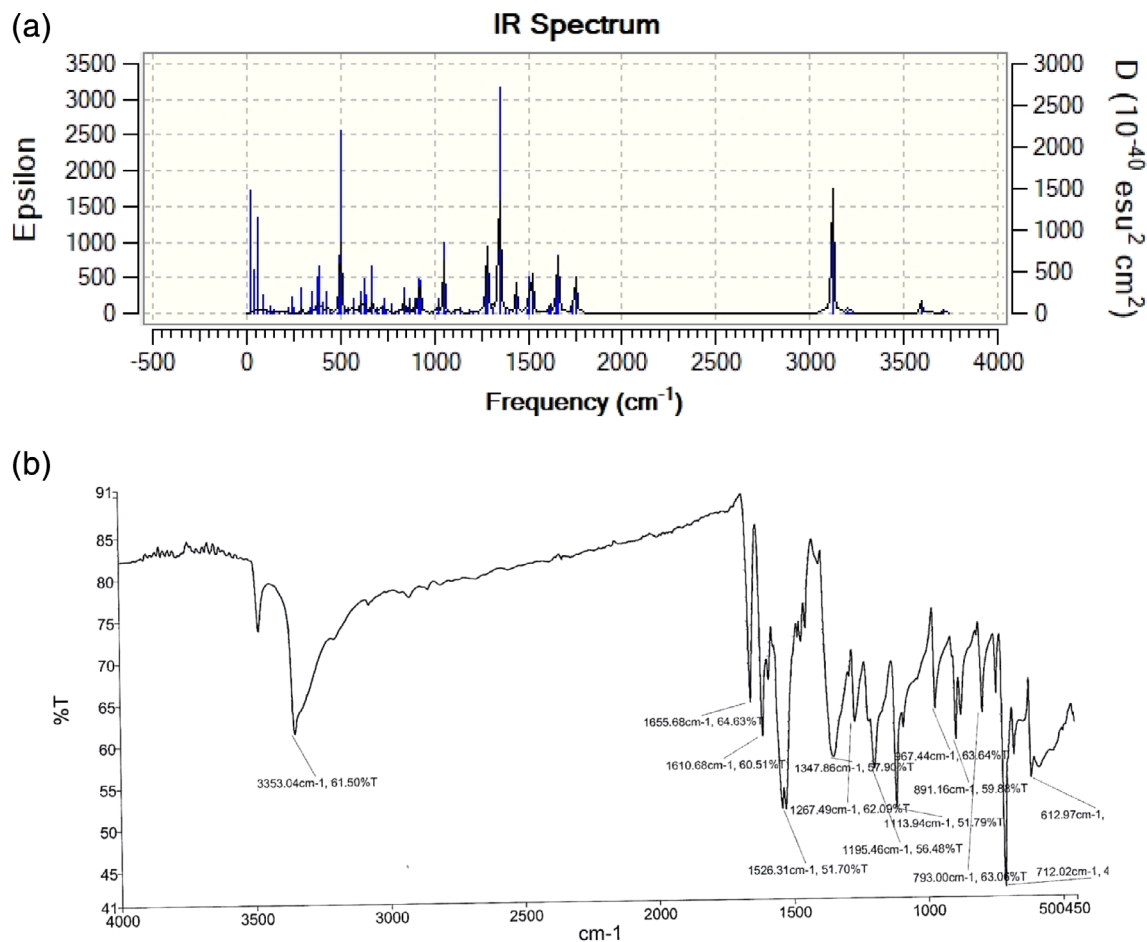 (a)
IR Spectrum
3500
3000
2500
2000
1500
1000
500
0
Epsilon
3000
2500
2000
1500
1000
500
0
D (10⁻⁴⁰ esu² cm²)
-500 0 500 1000 1500 2000 2500 3000 3500 4000
Frequency (cm⁻¹)
(b)
91
85
80
75
70
65
60
55
50
45
41
%T
1655.68cm-1, 64.63%T
1610.68cm-1, 60.51%T
3353.04cm-1, 61.50%T
1347.86cm-1, 57.90%T
967.44cm-1, 63.64%T
891.16cm-1, 59.88%T
1267.49cm-1, 62.09%T
1113.94cm-1, 51.79%T
612.97cm-1,
1195.46cm-1, 56.48%T
1526.31cm-1, 51.70%T
793.00cm-1, 63.06%T
712.02cm-1, 4
4000 3500 3000 2500 2000 1500 1000 500450
cm-1